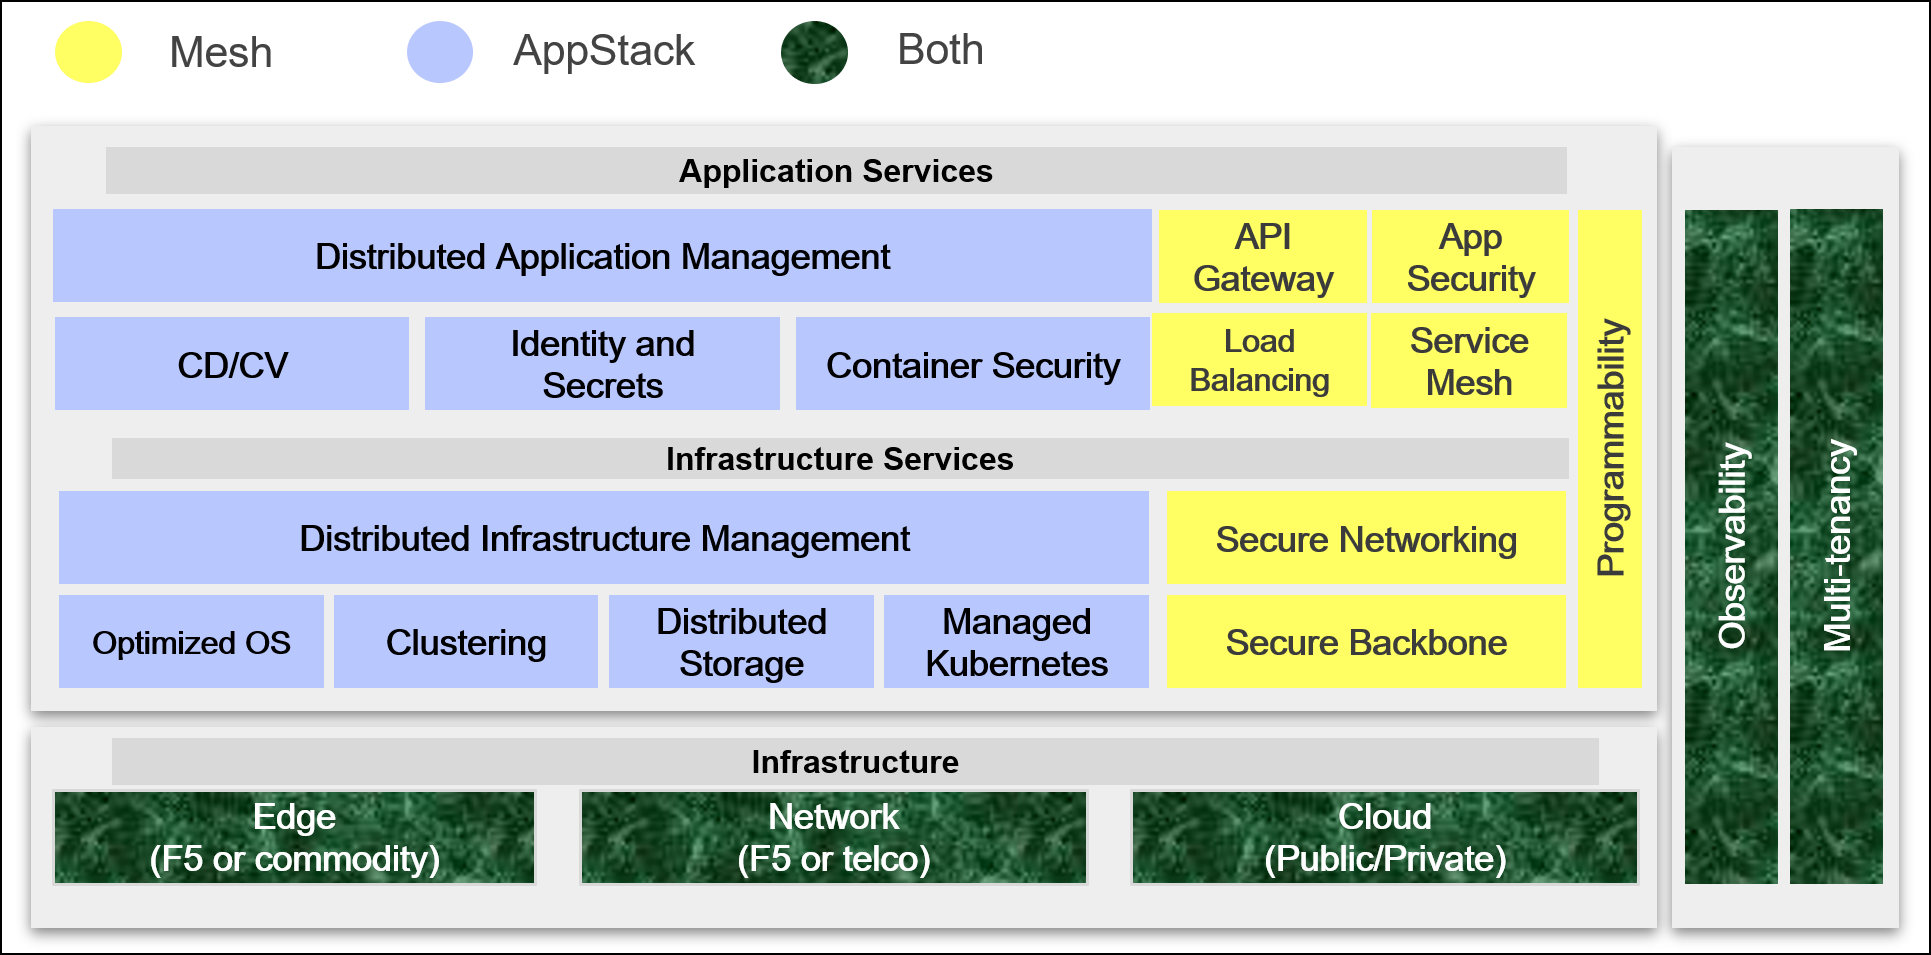 Mesh
AppStack
Both
Application Services
Distributed Application Management
API
Gateway
App
Security
CD/CV
Identity and
Secrets
Container Security
Load
Balancing
Service
Mesh
Programmability
Infrastructure Services
Distributed Infrastructure Management
Secure Networking
Optimized OS
Clustering
Distributed
Storage
Managed
Kubernetes
Secure Backbone
Infrastructure
Edge
(F5 or commodity)
Network
(F5 or telco)
Cloud
(Public/Private)
Observability
Multi-tenancy